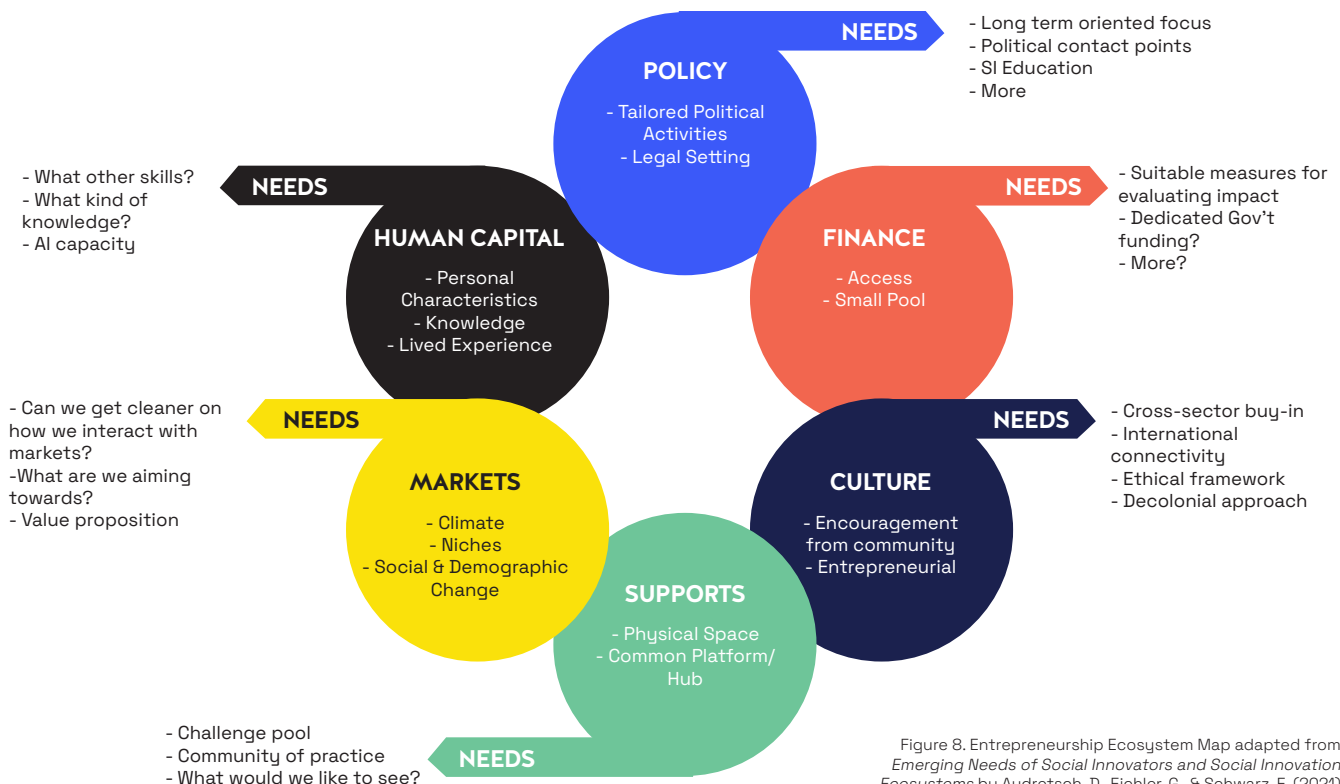 NEEDS
- Long term oriented focus
- Political contact points
- SI Education
- More
POLICY
- Tailored Political
Activities
- Legal Setting
NEEDS
- Suitable measures for
evaluating impact
- Dedicated Gov't
funding?
- More?
FINANCE
- Access
- Small Pool
NEEDS
- Cross-sector buy-in
- International
connectivity
- Ethical framework
- Decolonial approach
CULTURE
- Encouragement
from community
- Entrepreneurial
SUPPORTS
- Physical Space
- Common Platform/
Hub
NEEDS
- Challenge pool
- Community of practice
- What would we like to see?
MARKETS
- Climate
- Niches
- Social & Demographic
Change
NEEDS
- Can we get cleaner on
how we interact with
markets?
-What are we aiming
towards?
- Value proposition
HUMAN CAPITAL
- Personal
Characteristics
- Knowledge
- Lived Experience
NEEDS
- What other skills?
- What kind of
knowledge?
- AI capacity
Figure 8. Entrepreneurship Ecosystem Map adapted from
Emerging Needs of Social Innovators and Social Innovation
Ecosystems by Audretsch, D., Eichler, G., & Schwarz, E. (2021)